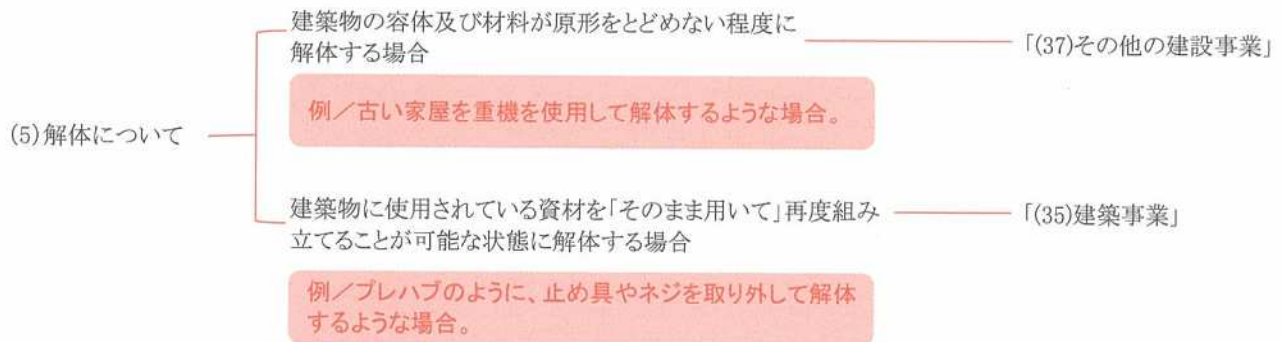 建築物の容体及び材料が原形をとどめない程度に
解体する場合
「(37)その他の建設事業」
例／古い家屋を重機を使用して解体するような場合。
(5)解体について
建築物に使用されている資材を「そのまま用いて」再度組み
立てることが可能な状態に解体する場合
「(35)建築事業」
例／プレハブのように、止め具やネジを取り外して解体
するような場合。